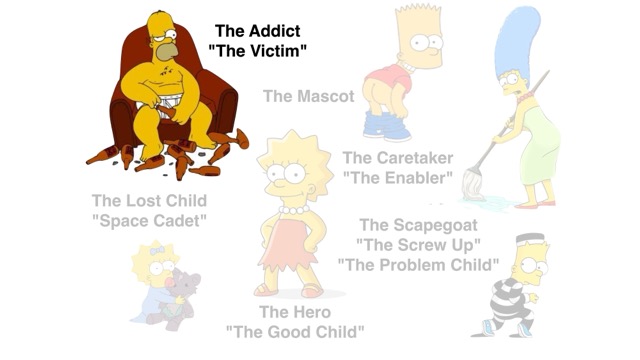 The Addict
"The Victim"
The Mascot
The Caretaker
"The Enabler"
The Lost Child
"Space Cadet"
The Scapegoat
"The Screw Up"
"The Problem Child"
The Hero
"The Good Child"